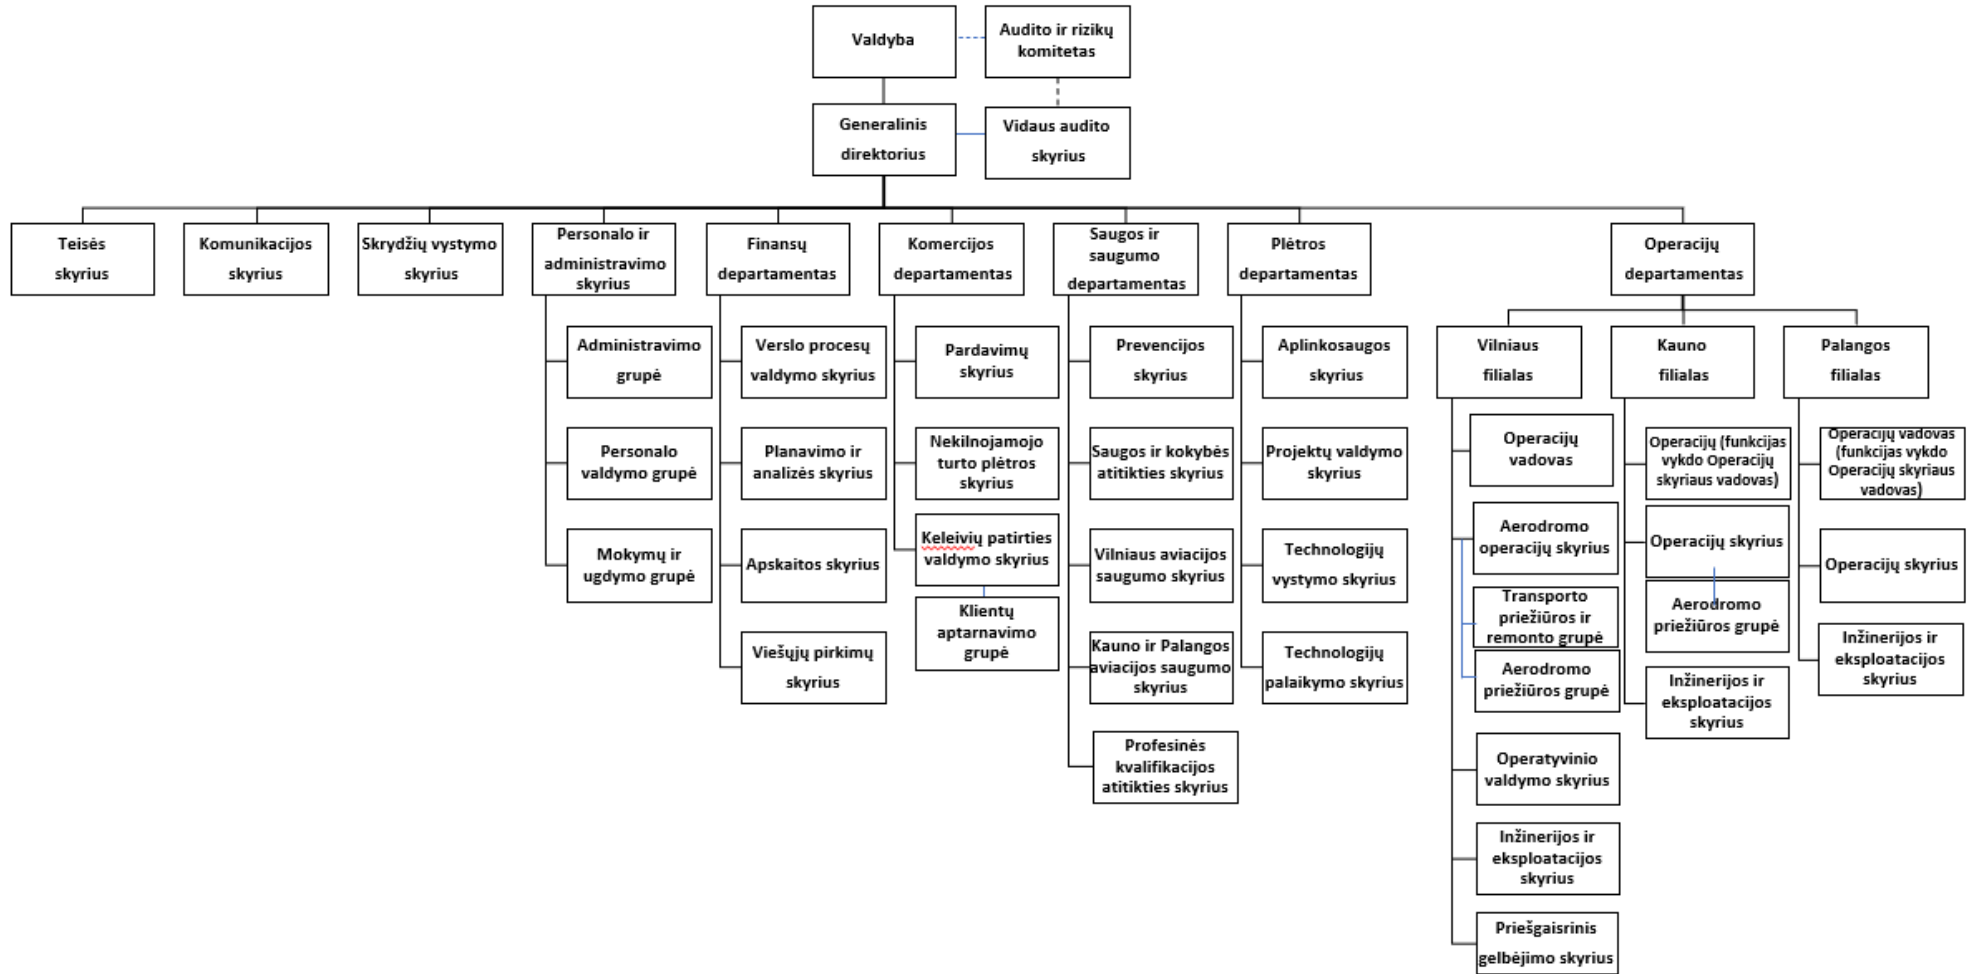 Valdyba
Audito ir rizikų
komitetas
Generalinis
direktorius
Vidaus audito
skyrius
Teisės
skyrius
Komunikacijos
skyrius
Skrydžių vystymo
skyrius
Personalo ir
administravimo
skyrius
Finansų
departamentas
Komercijos
departamentas
Saugos ir
saugumo
departamentas
Plėtros
departamentas
Operacijų
departamentas
Administravimo
grupė
Personalo
valdymo grupė
Mokymų ir
ugdymo grupė
Verslo procesų
valdymo skyrius
Planavimo ir
analizės skyrius
Apskaitos skyrius
Viešųjų pirkimų
skyrius
Pardavimų
skyrius
Nekilnojamojo
turto plėtros
skyrius
Keleivių patirties
valdymo skyrius
Klientų
aptarnavimo
grupė
Prevencijos
skyrius
Saugos ir kokybės
atitikties skyrius
Vilniaus aviacijos
saugumo skyrius
Kauno ir Palangos
aviacijos saugumo
skyrius
Profesinės
kvalifikacijos
atitikties skyrius
Aplinkosaugos
skyrius
Projektų valdymo
skyrius
Technologijų
vystymo skyrius
Technologijų
palaikymo skyrius
Vilniaus
filialas
Operacijų
vadovas
Aerodromo
operacijų skyrius
Transporto
priežiūros ir
remonto grupė
Aerodromo
priežiūros grupė
Operatyvinio
valdymo skyrius
Inžinerijos ir
eksploatacijos
skyrius
Priešgaisrinis
gelbėjimo skyrius
Kauno
filialas
Operacijų (funkcijas
vykdo Operacijų
skyriaus vadovas)
Operacijų skyrius
Aerodromo
priežiūros grupė
Inžinerijos ir
eksploatacijos
skyrius
Palangos
filialas
Operacijų vadovas
(funkcijas vykdo
Operacijų skyriaus
vadovas)
Operacijų skyrius
Inžinerijos ir
eksploatacijos
skyrius